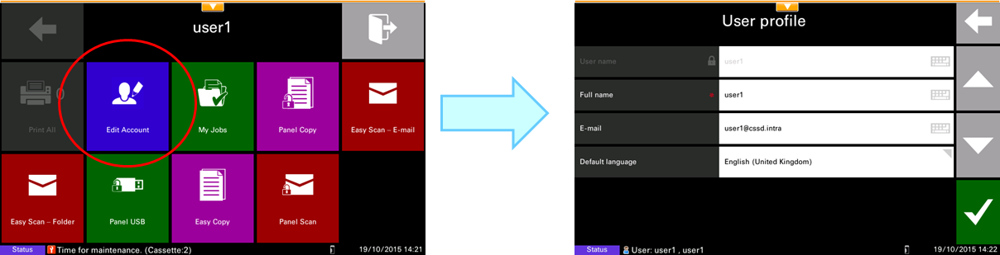 user1
0
Print All
Edit Account
My Jobs
Panel Copy
Easy Scan – E-mail
Easy Scan – Folder
Panel USB
Easy Copy
Panel Scan
Status
Time for maintenance. (Cassette:2)
19/10/2015 14:21
User profile
User name
user1
Full name
user1
E-mail
user1@cssd.intra
Default language
English (United Kingdom)
Status
User: user1 , user1
19/10/2015 14:22